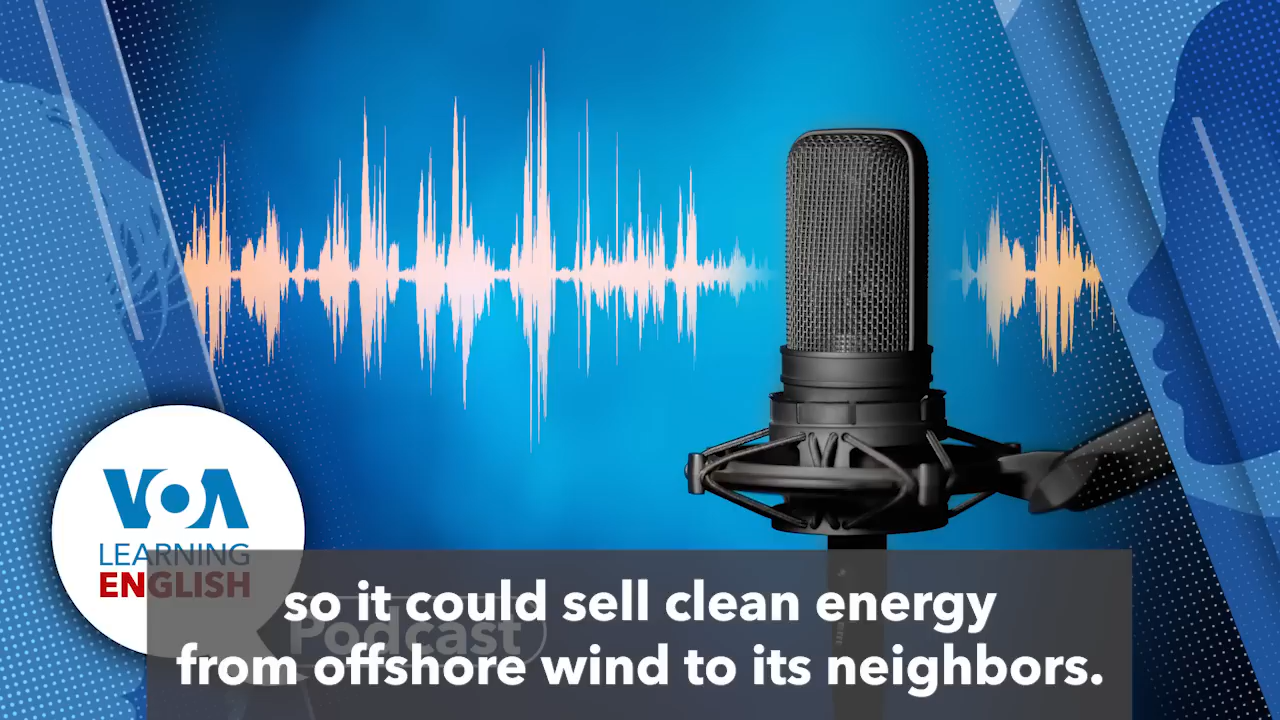 VOA
LEARNING
ENGLISH
Podcast
so it could sell clean energy
from offshore wind to its neighbors.